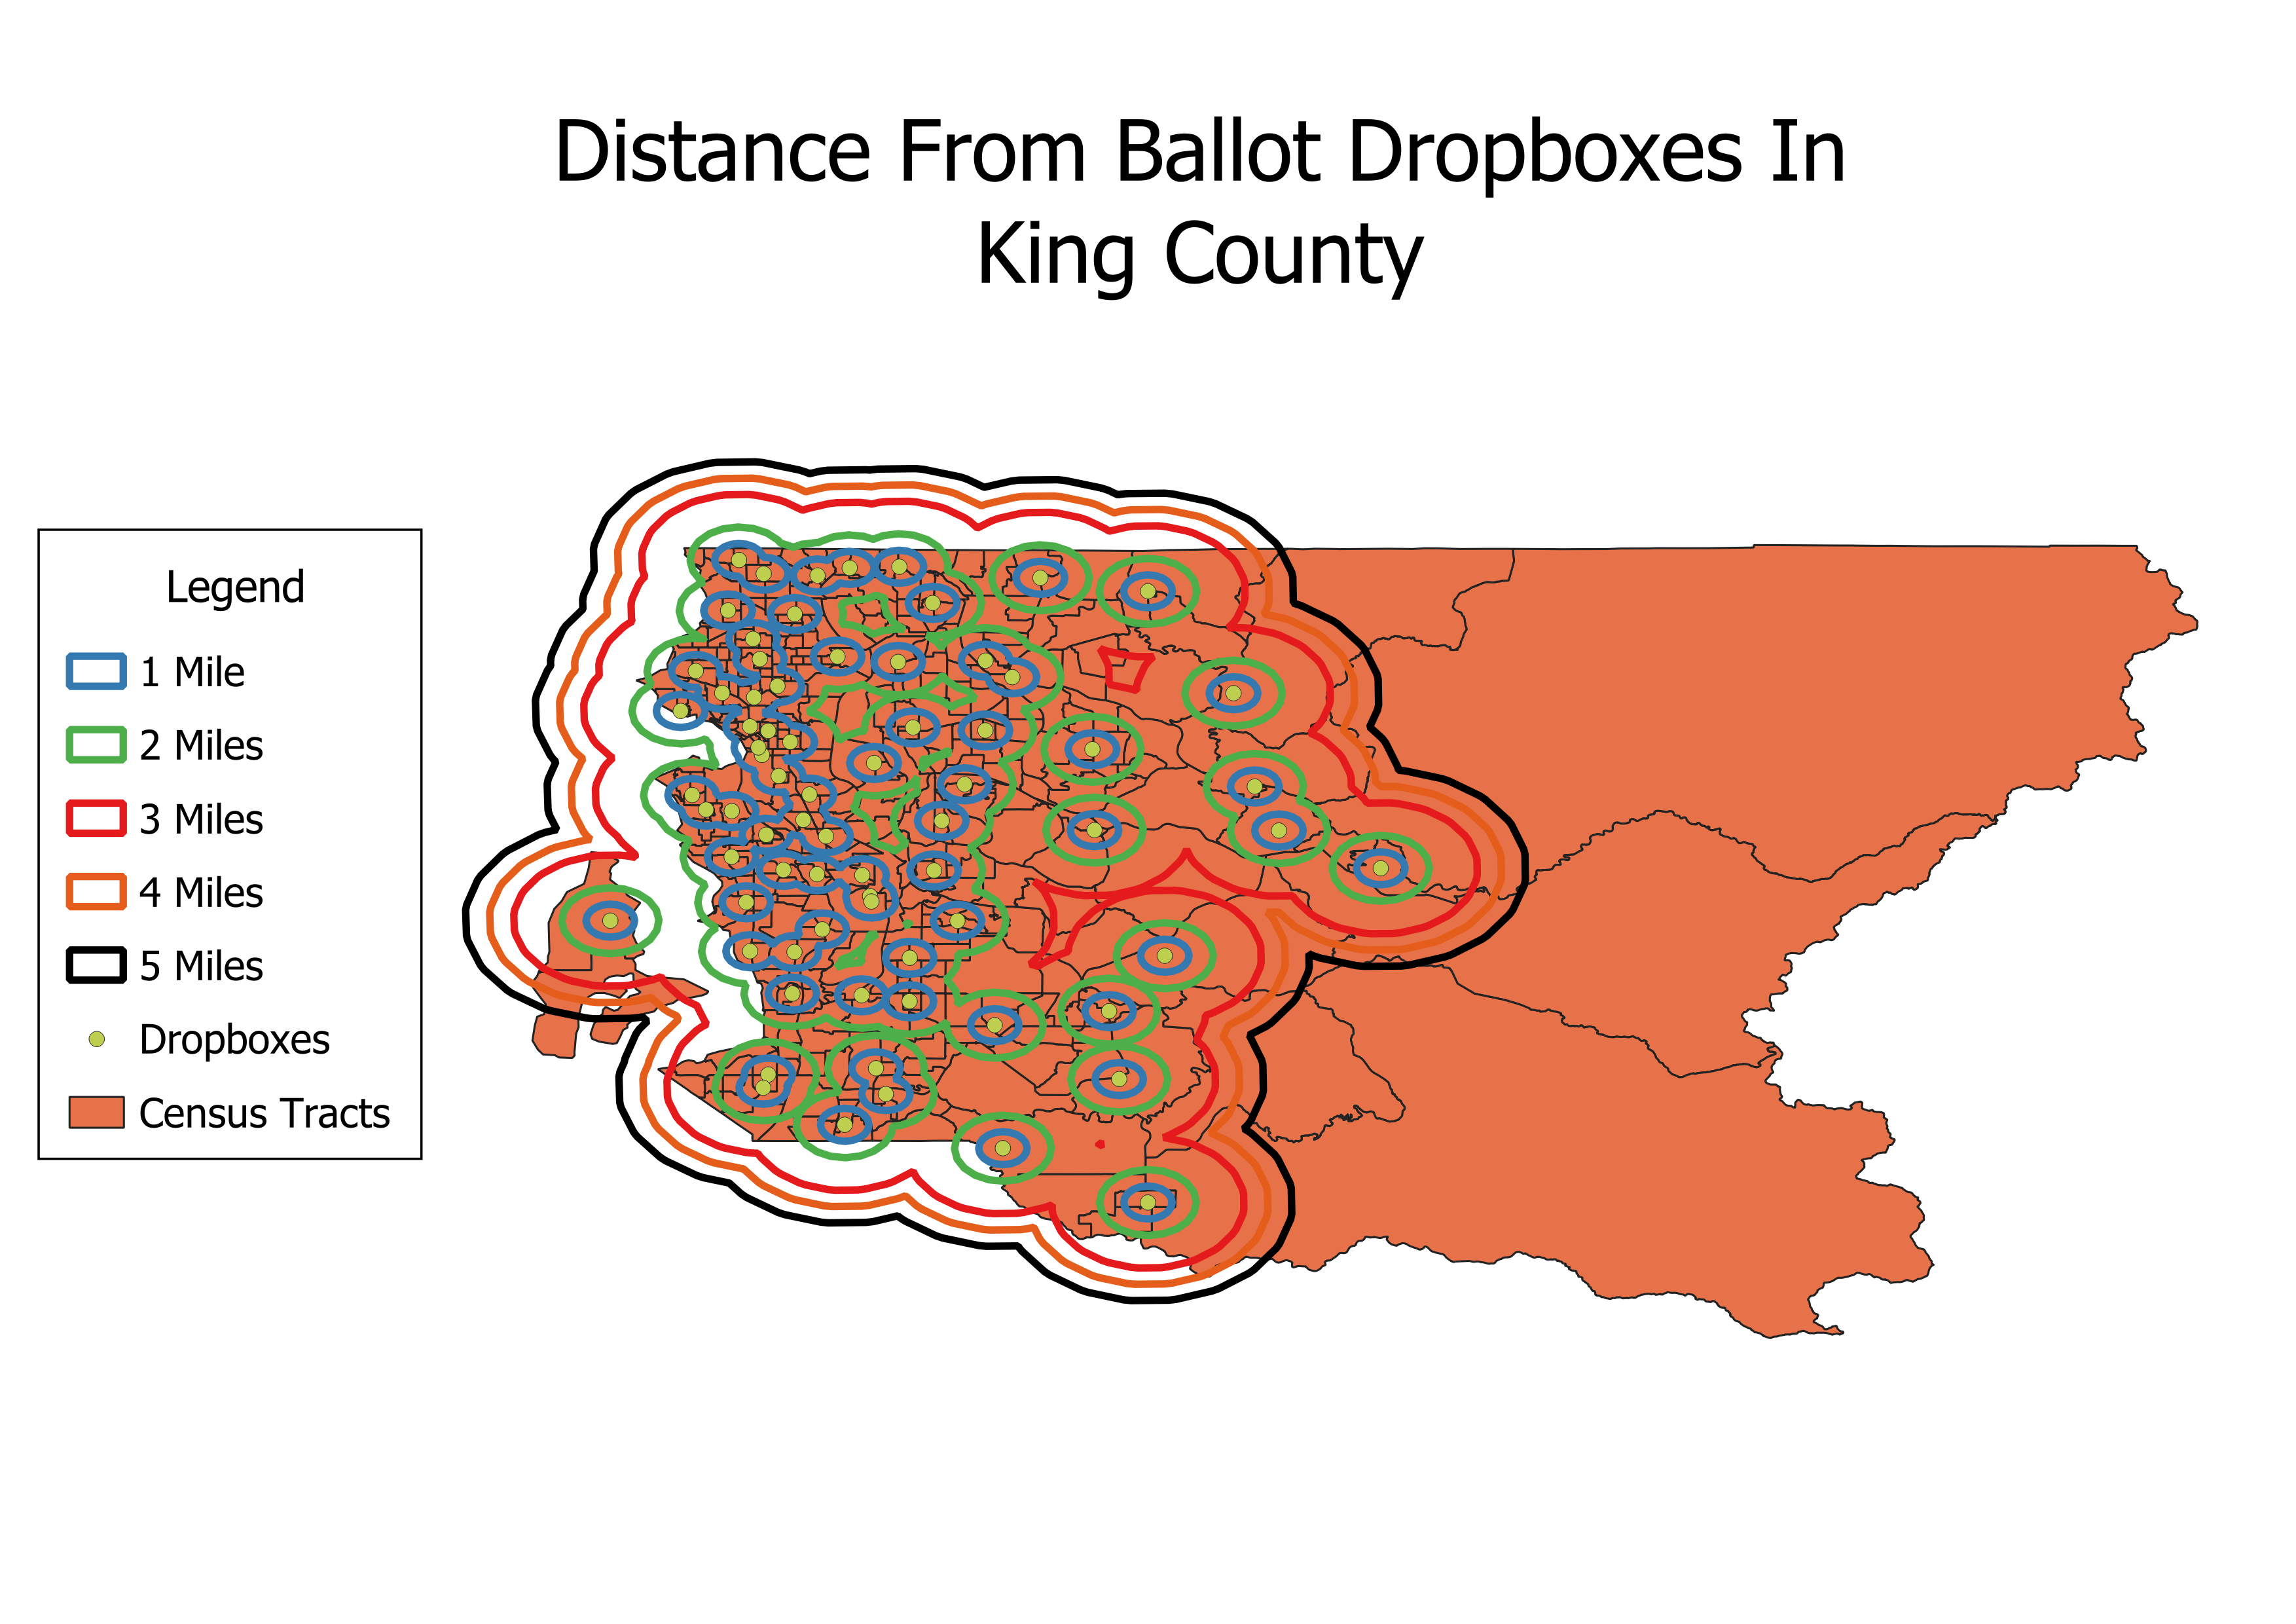 Distance From Ballot Dropboxes In
King County
Legend
1 Mile
2 Miles
3 Miles
4 Miles
5 Miles
Dropboxes
Census Tracts